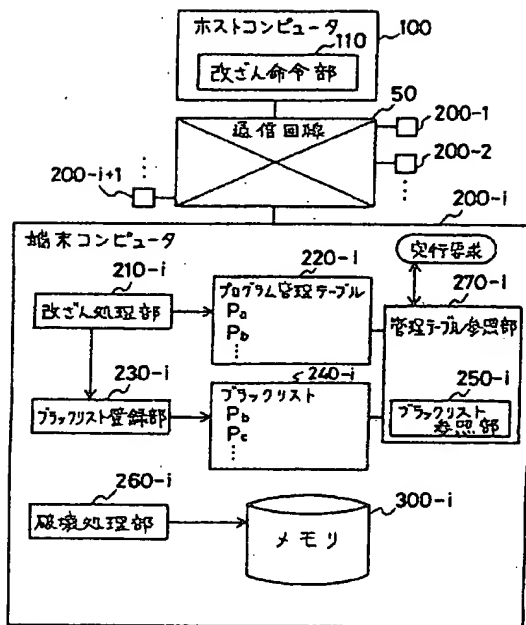 ホストコンピュータ
100
110
改ざん命令部
50
通信回線
200-1
200-2
⋮
⋮
200-i+1
200-i
端末コンピュータ
実行要求
210-i
220-i
270-i
改ざん処理部
プログラム管理テーブル
Pa
Pb
⋮
管理テーブル参照部
230-i
240-i
250-i
ブラックリスト登録部
ブラックリスト
Pb
Pc
⋮
ブラックリスト
参照部
260-i
300-i
破壊処理部
メモリ